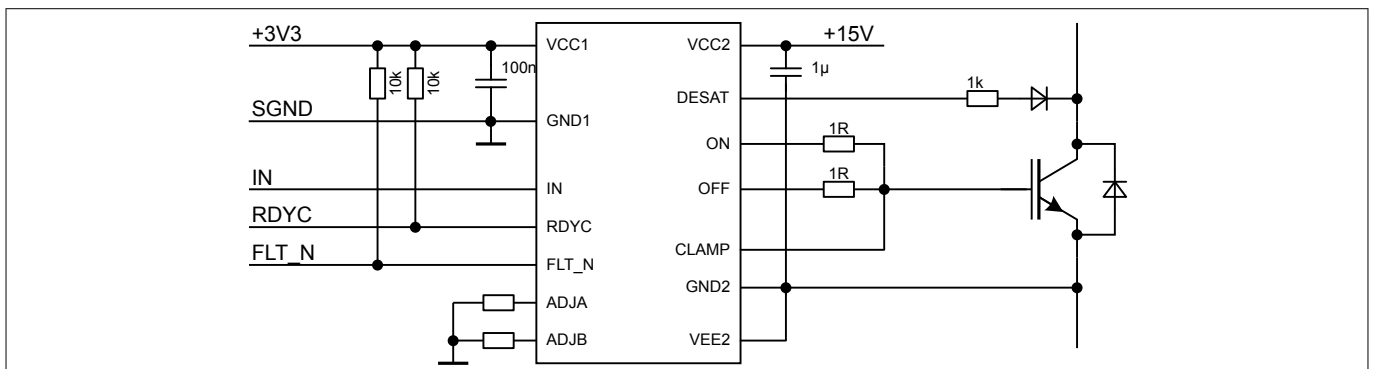 +3V3
VCC1
VCC2
+15V
10k
10k
100n
1µ
DESAT
1k
SGND
GND1
ON
1R
IN
IN
OFF
1R
RDYC
RDYC
CLAMP
FLT_N
FLT_N
GND2
ADJA
ADJB
VEE2